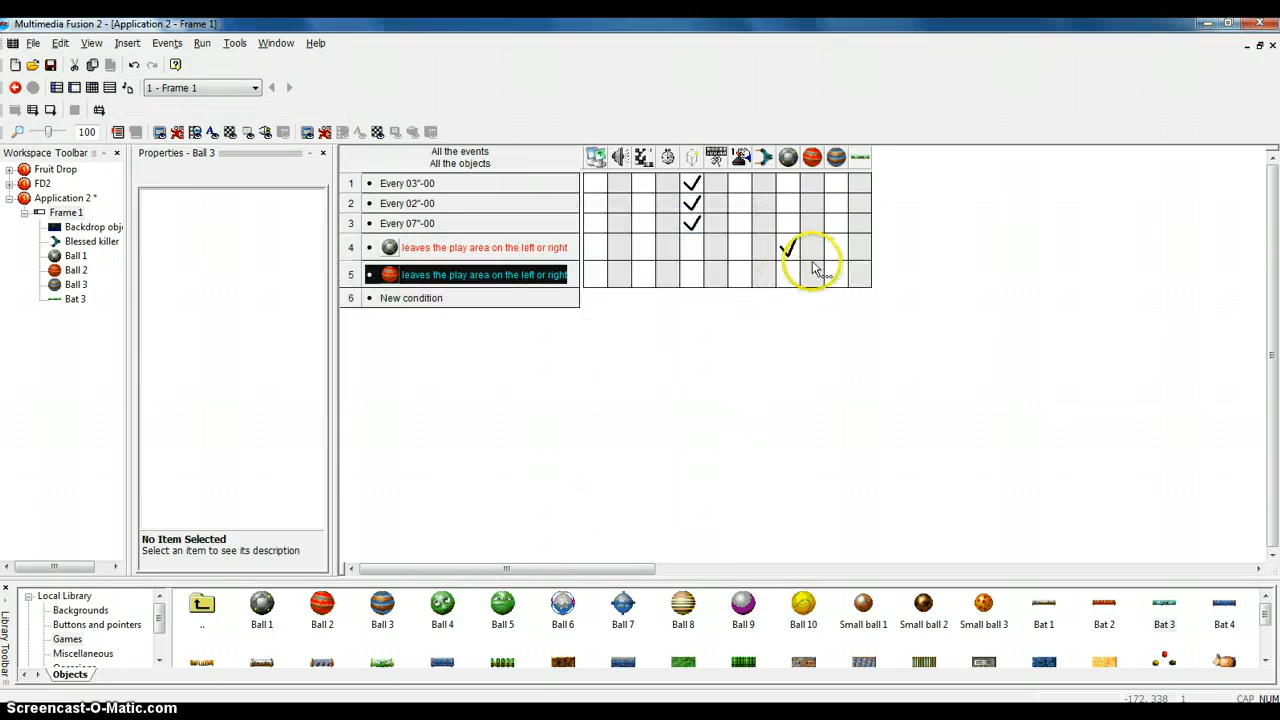 Multimedia Fusion 2 - [Application 2 - Frame 1]
File Edit View Insert Events Run Tools Window Help
1 - Frame 1
100
Workspace Toolbar
Fruit Drop
FD2
Application 2 *
Frame 1
Backdrop obj
Blessed killer
Ball 1
Ball 2
Ball 3
Bat 3
Properties - Ball 3
No Item Selected
Select an item to see its description
All the events
All the objects
1 Every 03"-00
2 Every 02"-00
3 Every 07"-00
4 leaves the play area on the left or right
5 leaves the play area on the left or right
6 New condition
Library Toolbar
Local Library
Backgrounds
Buttons and pointers
Games
Miscellaneous
Objects
.. Ball 1 Ball 2 Ball 3 Ball 4 Ball 5 Ball 6 Ball 7 Ball 8 Ball 9 Ball 10 Small ball 1 Small ball 2 Small ball 3 Bat 1 Bat 2 Bat 3 Bat 4
-172, 338 1 CAP NUM
Screencast-O-Matic.com